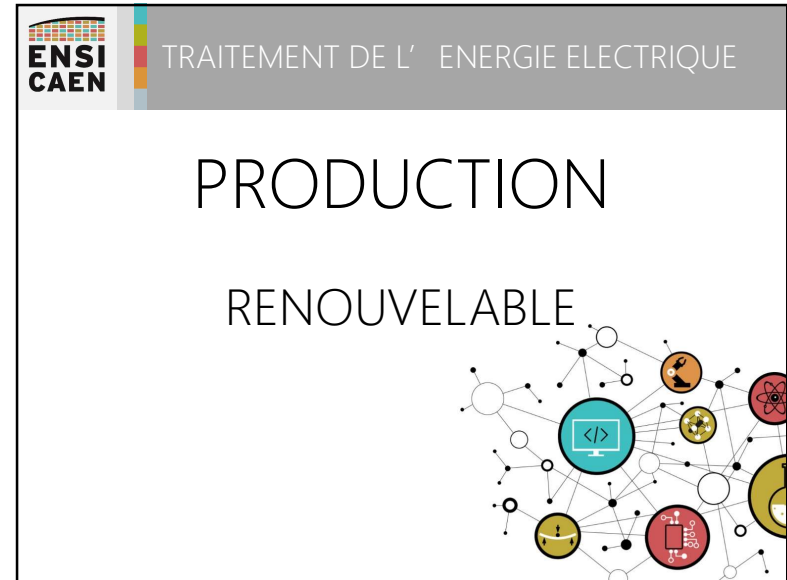 ENSI
CAEN
TRAITEMENT DE L’ ENERGIE ELECTRIQUE
PRODUCTION
RENOUVELABLE
</>